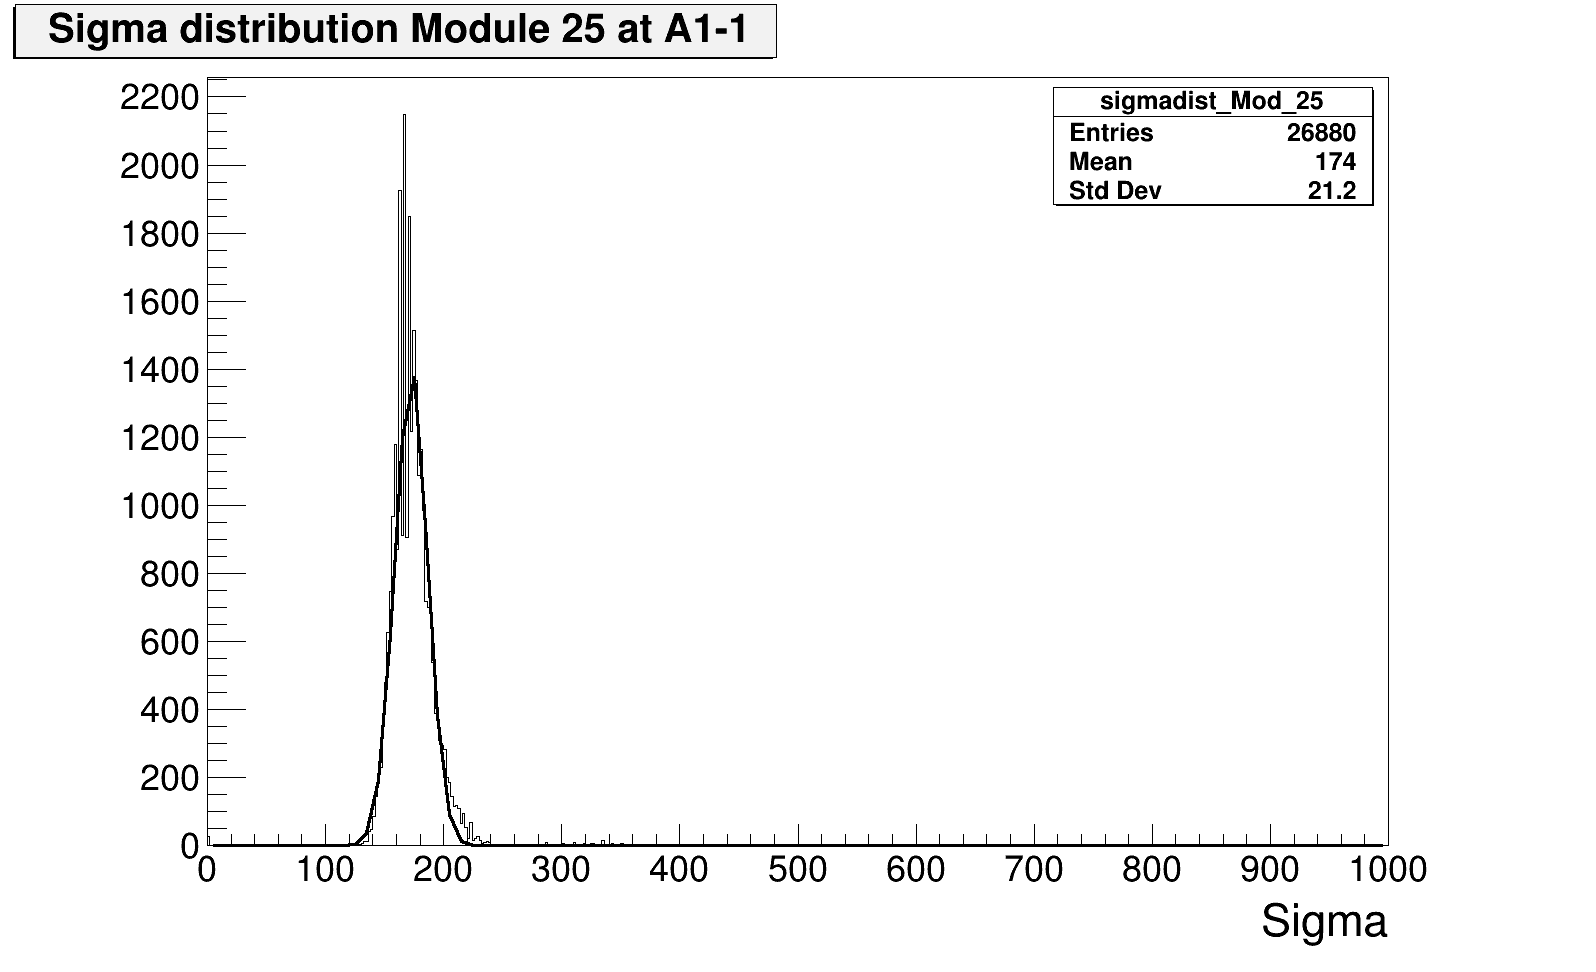 Sigma distribution Module 25 at A1-1
sigmadist_Mod_25
Entries 26880
Mean 174
Std Dev 21.2
2200
2000
1800
1600
1400
1200
1000
800
600
400
200
0
0 100 200 300 400 500 600 700 800 900 1000
Sigma